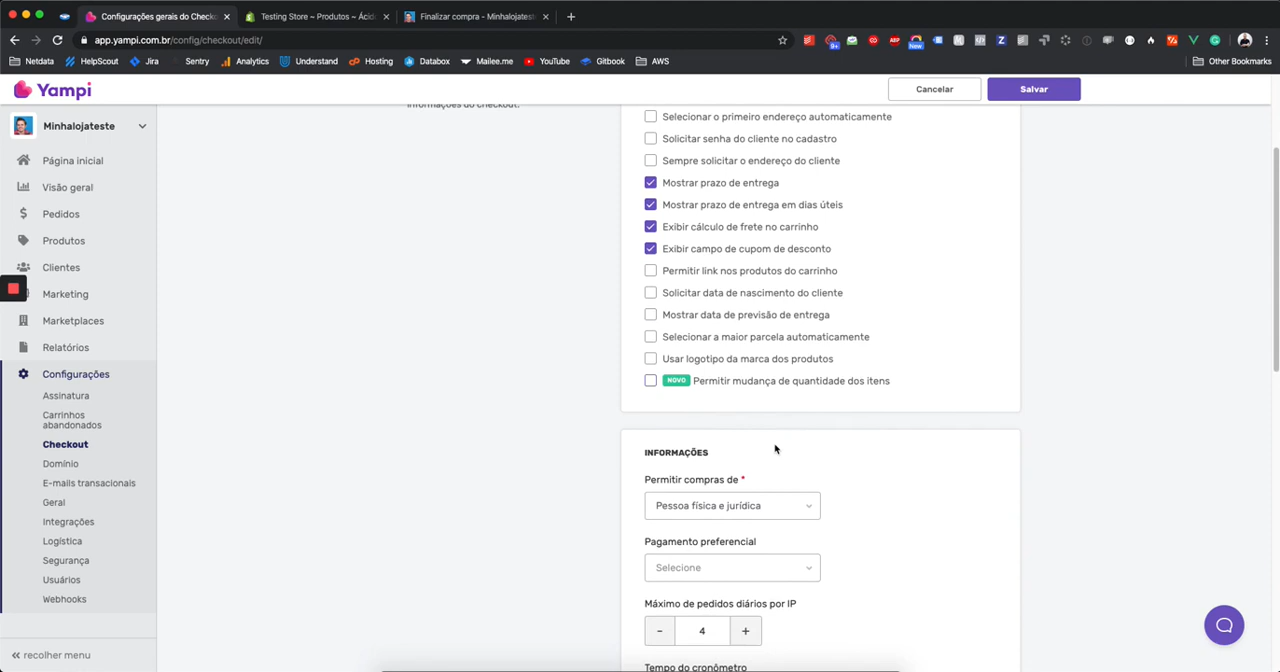 Configurações gerais do Checko
Testing Store ~ Produtos ~ Ácid
Finalizar compra - Minhalojateste
app.yampi.com.br/config/checkout/edit/
9+
ABP
New
Netdata
HelpScout
Jira
Sentry
Analytics
Understand
Hosting
Databox
Mailee.me
YouTube
Gitbook
AWS
Other Bookmarks
Yampi
Cancelar
Salvar
informações do checkout.
Minhalojateste
Página inicial
Visão geral
Pedidos
Produtos
Clientes
Marketing
Marketplaces
Relatórios
Configurações
Assinatura
Carrinhos
abandonados
Checkout
Domínio
E-mails transacionais
Geral
Integrações
Logística
Segurança
Usuários
Webhooks
« recolher menu
Selecionar o primeiro endereço automaticamente
Solicitar senha do cliente no cadastro
Sempre solicitar o endereço do cliente
Mostrar prazo de entrega
Mostrar prazo de entrega em dias úteis
Exibir cálculo de frete no carrinho
Exibir campo de cupom de desconto
Permitir link nos produtos do carrinho
Solicitar data de nascimento do cliente
Mostrar data de previsão de entrega
Selecionar a maior parcela automaticamente
Usar logotipo da marca dos produtos
NOVO Permitir mudança de quantidade dos itens
INFORMAÇÕES
Permitir compras de *
Pessoa física e jurídica
Pagamento preferencial
Selecione
Máximo de pedidos diários por IP
- 4 +
Tempo do cronômetro